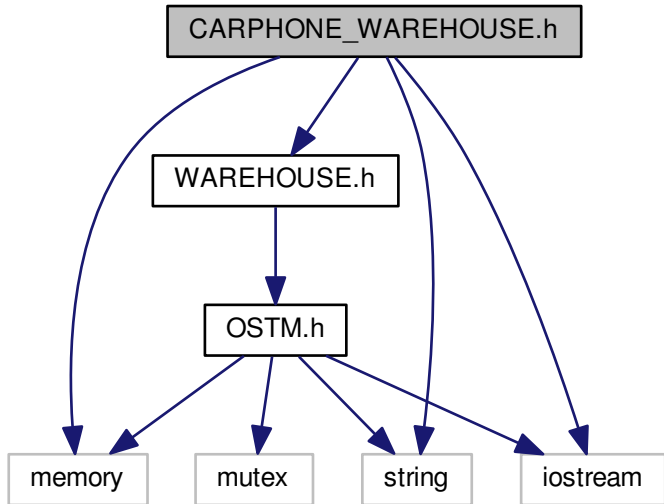 CARPHONE_WAREHOUSE.h
WAREHOUSE.h
OSTM.h
memory
mutex
string
iostream